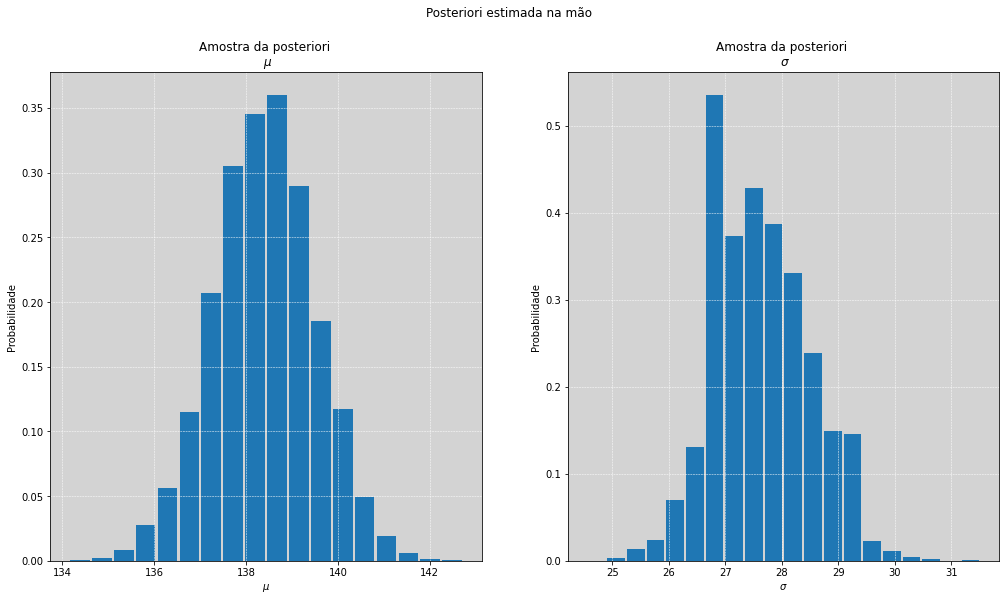 Posteriori estimada na mão
Amostra da posteriori
μ
Probabilidade
0.35
0.30
0.25
0.20
0.15
0.10
0.05
0.00
134
136
138
140
142
μ
Amostra da posteriori
σ
Probabilidade
0.5
0.4
0.3
0.2
0.1
0.0
25
26
27
28
29
30
31
σ